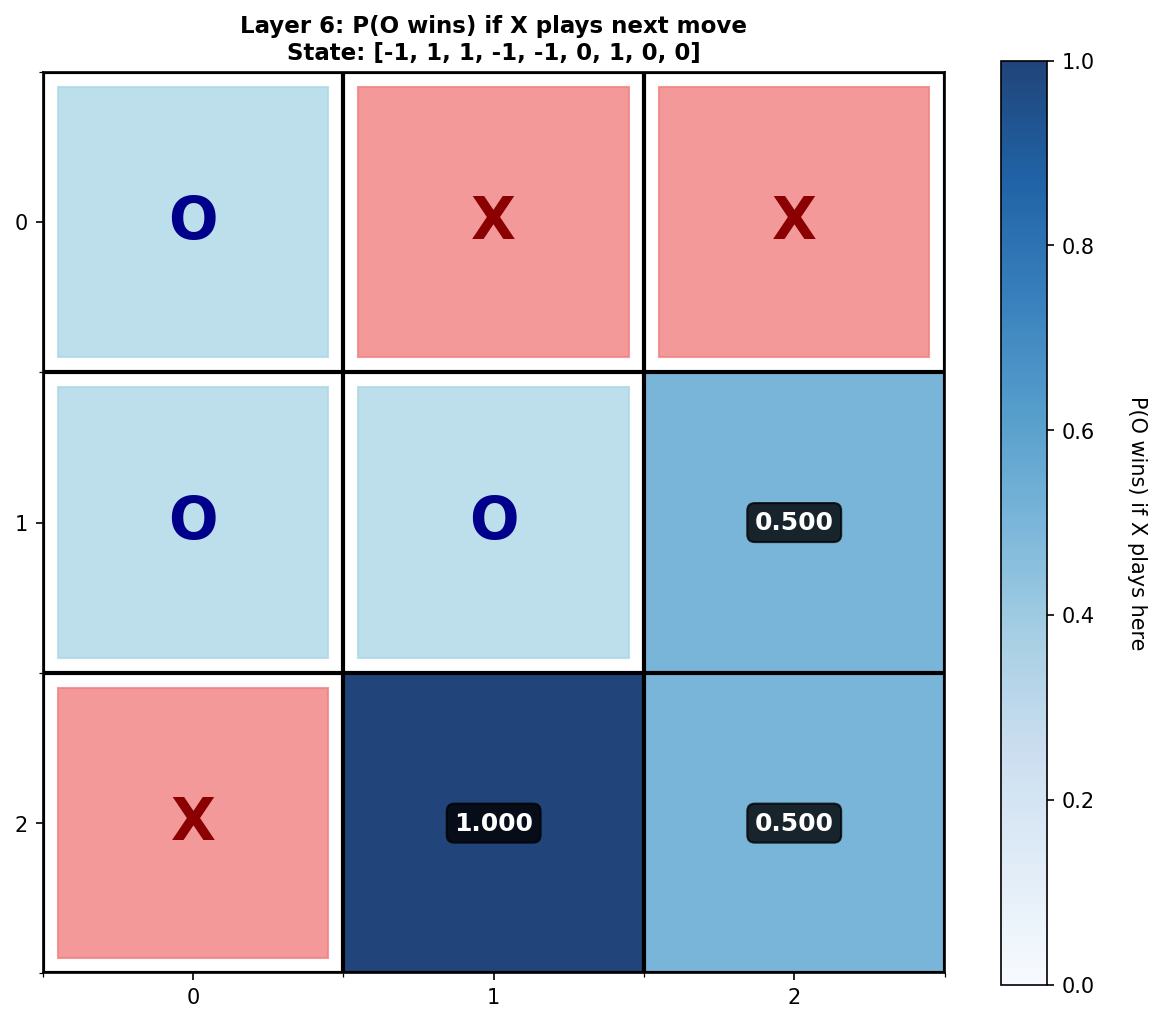 Layer 6: P(O wins) if X plays next move
State: [-1, 1, 1, -1, -1, 0, 1, 0, 0]
0
O
X
X
1
O
O
0.500
2
X
1.000
0.500
0
1
2
1.0
0.8
0.6
0.4
0.2
0.0
P(O wins) if X plays here